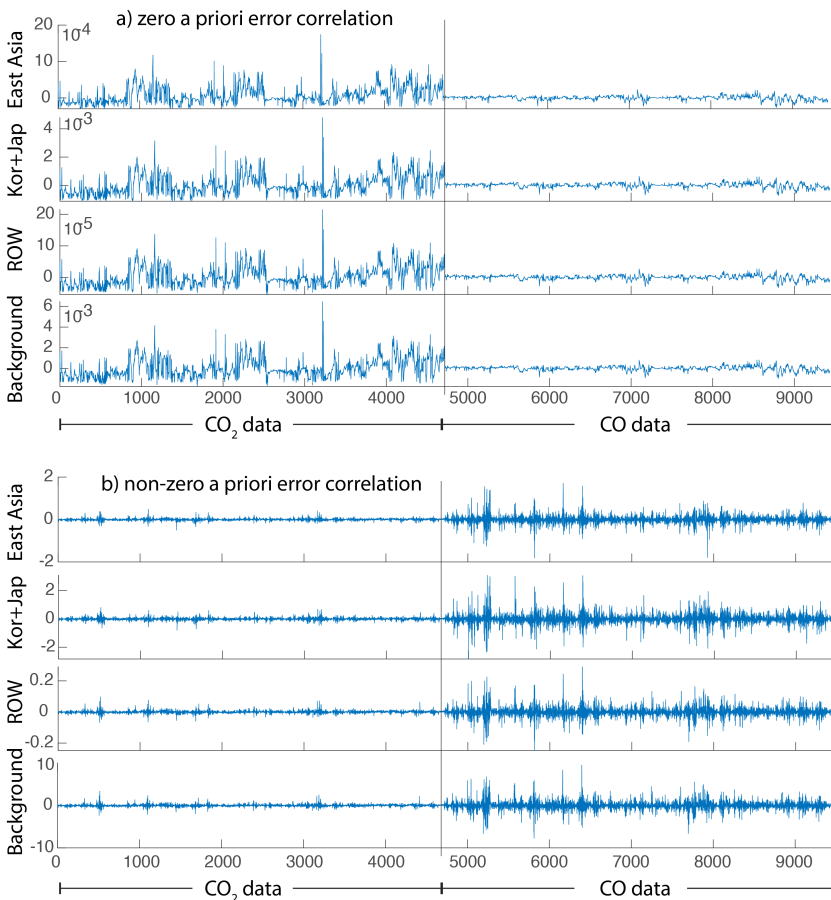 a) zero a priori error correlation
East Asia
20
10
0
10-4
Kor+Jap
4
2
0
10-3
ROW
20
10
0
10-5
Background
6
4
2
0
10-3
0 1000 2000 3000 4000 5000 6000 7000 8000 9000
CO2 data CO data
b) non-zero a priori error correlation
East Asia
2
0
-2
Kor+Jap
2
0
-2
ROW
0.2
0
-0.2
Background
10
0
-10
0 1000 2000 3000 4000 5000 6000 7000 8000 9000
CO2 data CO data